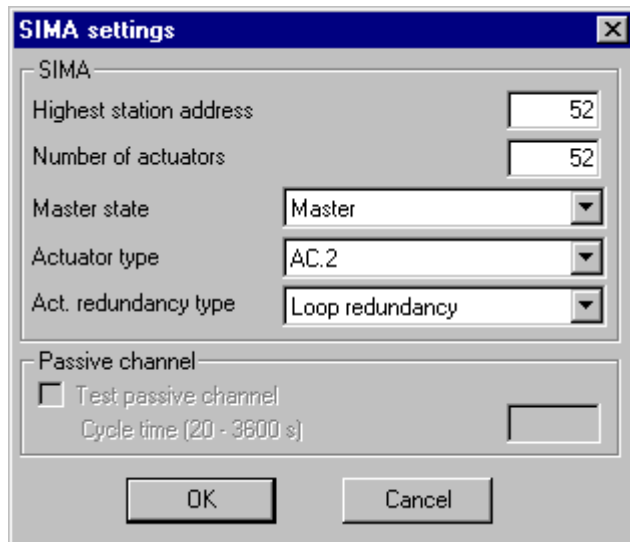 SIMA settings
SIMA
Highest station address 52
Number of actuators 52
Master state Master
Actuator type AC.2
Act. redundancy type Loop redundancy
Passive channel
Test passive channel
Cycle time (20 - 3600 s)
OK Cancel